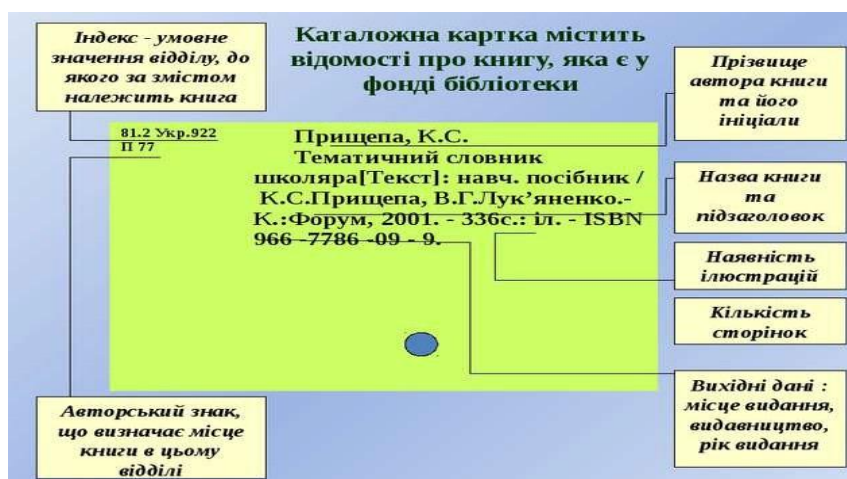 Індекс - умовне
значення відділу, до
якого за змістом
належить книга
Каталожна картка містить
відомості про книгу, яка є у
фонді бібліотеки
Прізвище
автора книги
та його
ініціали
81.2 Укр.922
П 77
Прищепа, К.С.
Тематичний словник
школяра[Текст]: навч. посібник /
К.С.Прищепа, В.Г.Лук’яненко.-
К.:Форум, 2001. - 336с.: іл. - ISBN
966 -7786 -09 - 9.
Назва книги
та
підзаголовок
Наявність
ілюстрацій
Кількість
сторінок
Вихідні дані :
місце видання,
видавництво,
рік видання
Авторський знак,
що визначає місце
книги в цьому
відділі